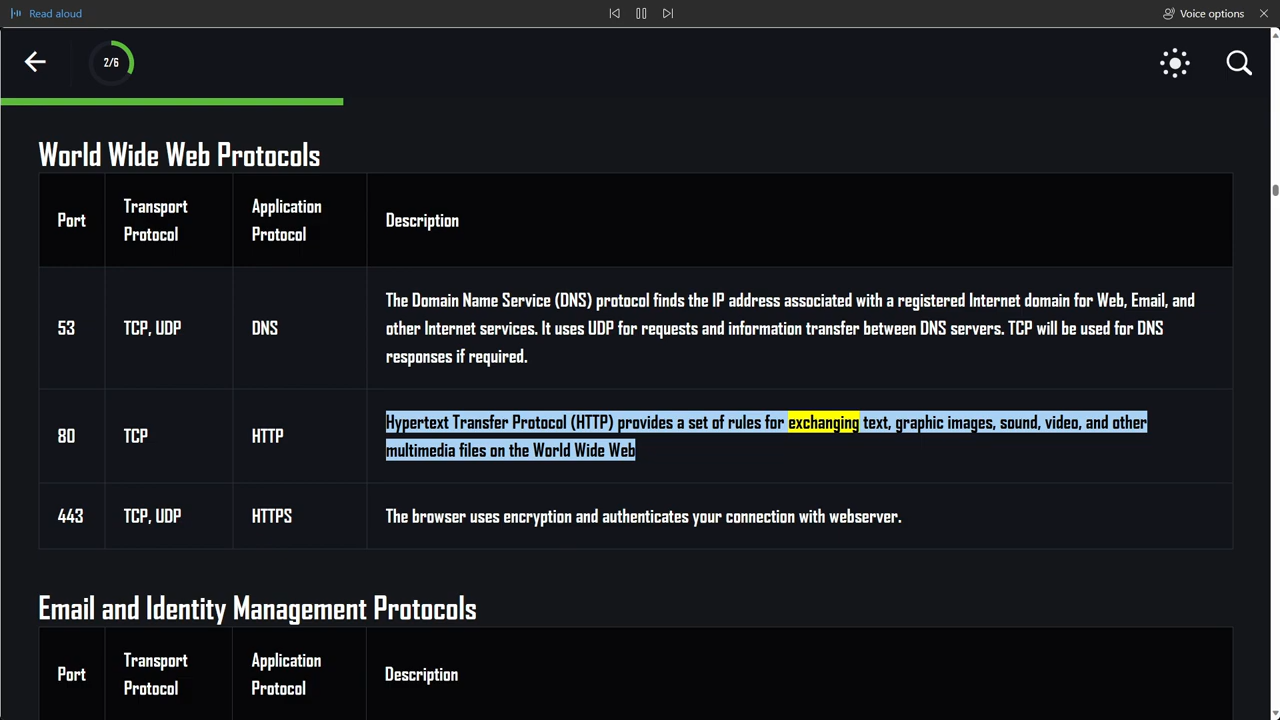 Read aloud
Voice options
2/6
World Wide Web Protocols
Port
Transport
Protocol
Application
Protocol
Description
53
TCP, UDP
DNS
The Domain Name Service (DNS) protocol finds the IP address associated with a registered Internet domain for Web, Email, and
other Internet services. It uses UDP for requests and information transfer between DNS servers. TCP will be used for DNS
responses if required.
80
TCP
HTTP
Hypertext Transfer Protocol (HTTP) provides a set of rules for exchanging text, graphic images, sound, video, and other
multimedia files on the World Wide Web
443
TCP, UDP
HTTPS
The browser uses encryption and authenticates your connection with webserver.
Email and Identity Management Protocols
Port
Transport
Protocol
Application
Protocol
Description